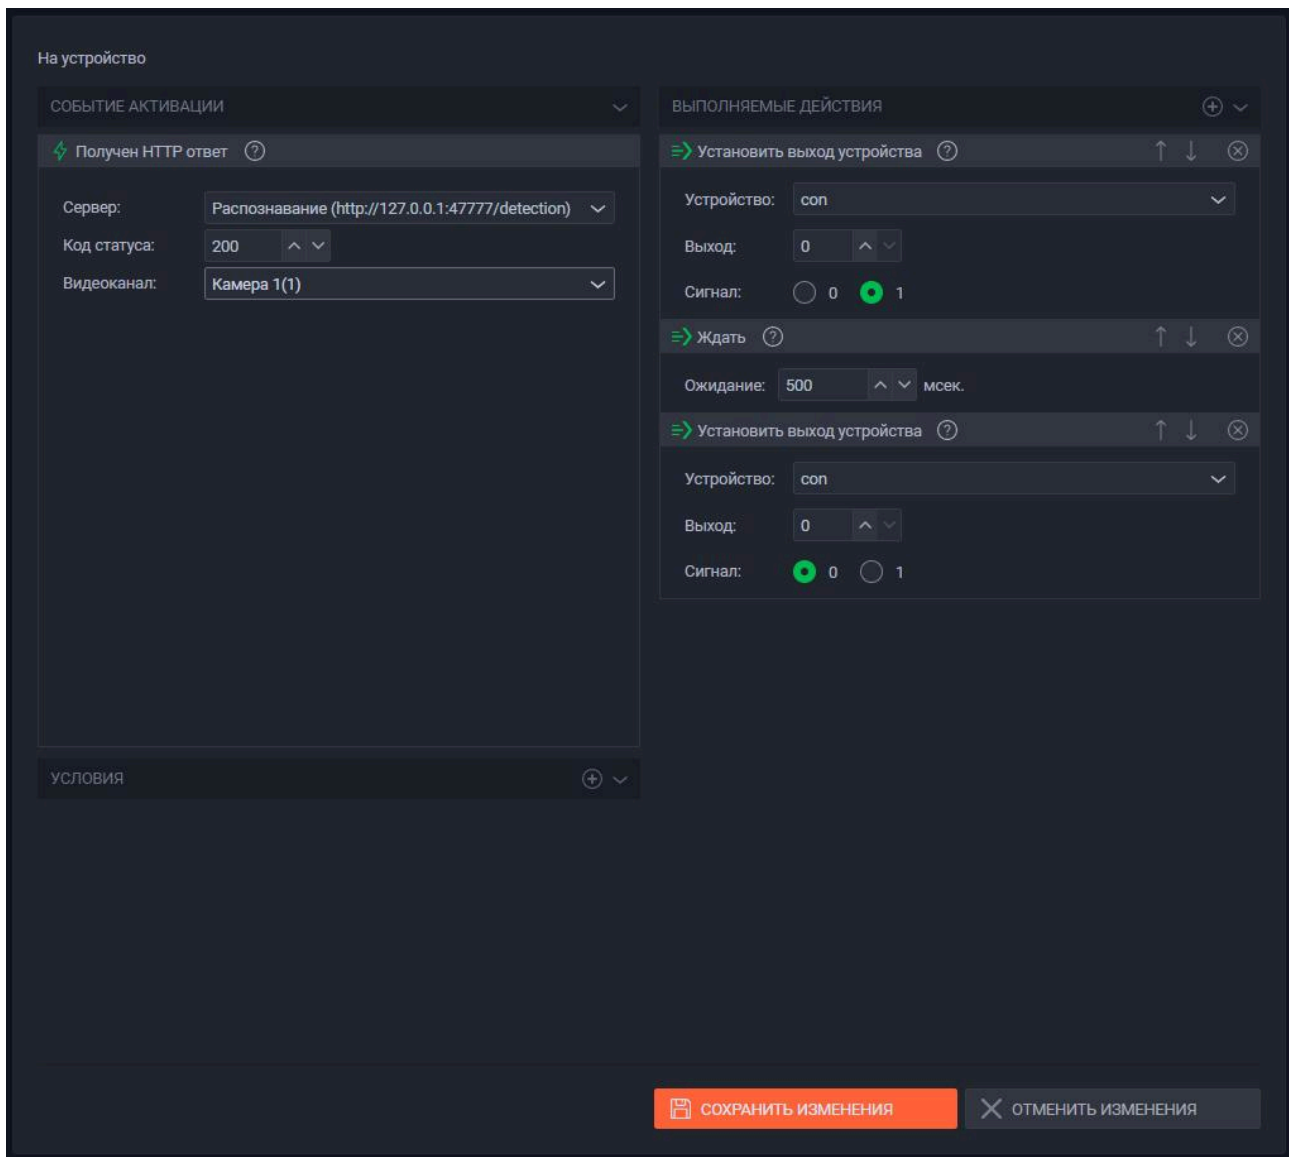 На устройство
СОБЫТИЕ АКТИВАЦИИ
Получен HTTP ответ ?
Сервер: Распознавание (http://127.0.0.1:47777/detection)
Код статуса: 200
Видеоканал: Камера 1(1)
УСЛОВИЯ
ВЫПОЛНЯЕМЫЕ ДЕЙСТВИЯ
Установить выход устройства ?
Устройство: con
Выход: 0
Сигнал: 0 1
Ждать ?
Ожидание: 500 мсек.
Установить выход устройства ?
Устройство: con
Выход: 0
Сигнал: 0 1
СОХРАНИТЬ ИЗМЕНЕНИЯ
ОТМЕНИТЬ ИЗМЕНЕНИЯ